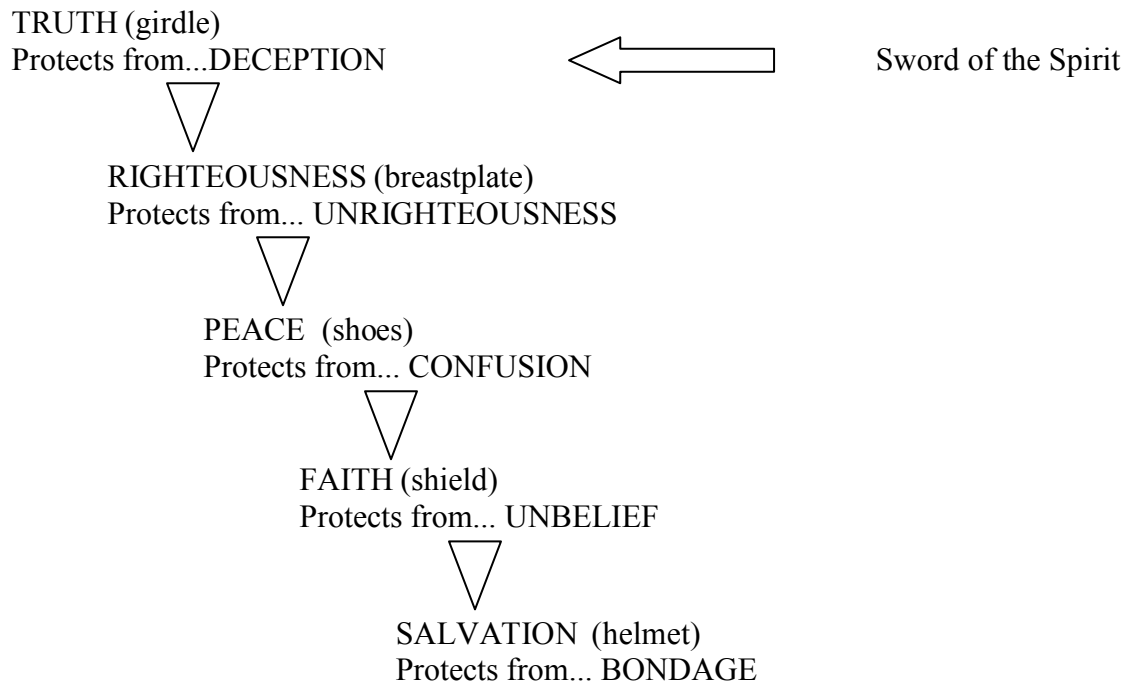 TRUTH (girdle)
Protects from...DECEPTION
Sword of the Spirit
RIGHTEOUSNESS (breastplate)
Protects from... UNRIGHTEOUSNESS
PEACE (shoes)
Protects from... CONFUSION
FAITH (shield)
Protects from... UNBELIEF
SALVATION (helmet)
Protects from... BONDAGE